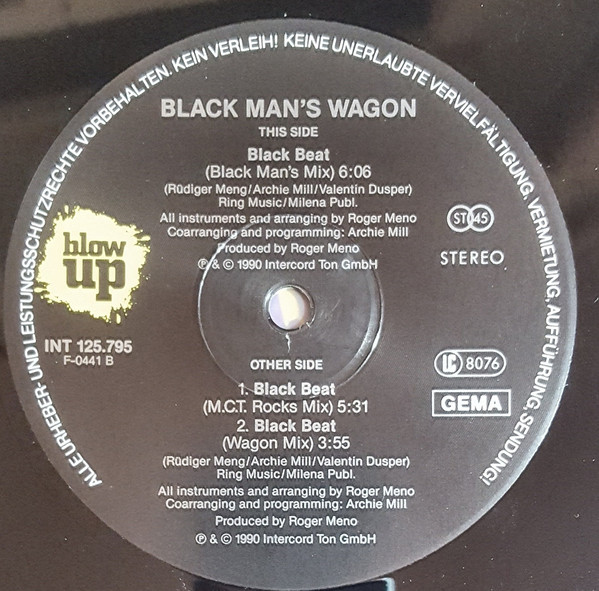 ALLE URHEBER- UND LEISTUNGSSCHUTZRECHTE VORBEHALTEN. KEIN VERLEIH! KEINE UNERLAUBTE VERVIELFÄLTIGUNG, VERMIETUNG, AUFFÜHRUNG, SENDUNG!
BLACK MAN'S WAGON
THIS SIDE
Black Beat
(Black Man's Mix) 6:06
(Rüdiger Meng/Archie Mill/Valentin Dusper)
Ring Music/Milena Publ.
All instruments and arranging by Roger Meno
Coarranging and programming: Archie Mill
Produced by Roger Meno
℗ & © 1990 Intercord Ton GmbH
blow
up
INT 125.795
F-0441 B
ST 45
STEREO
OTHER SIDE
1. Black Beat
(M.C.T. Rocks Mix) 5:31
2. Black Beat
(Wagon Mix) 3:55
(Rüdiger Meng/Archie Mill/Valentin Dusper)
Ring Music/Milena Publ.
All instruments and arranging by Roger Meno
Coarranging and programming: Archie Mill
Produced by Roger Meno
℗ & © 1990 Intercord Ton GmbH
LC 8076
GEMA